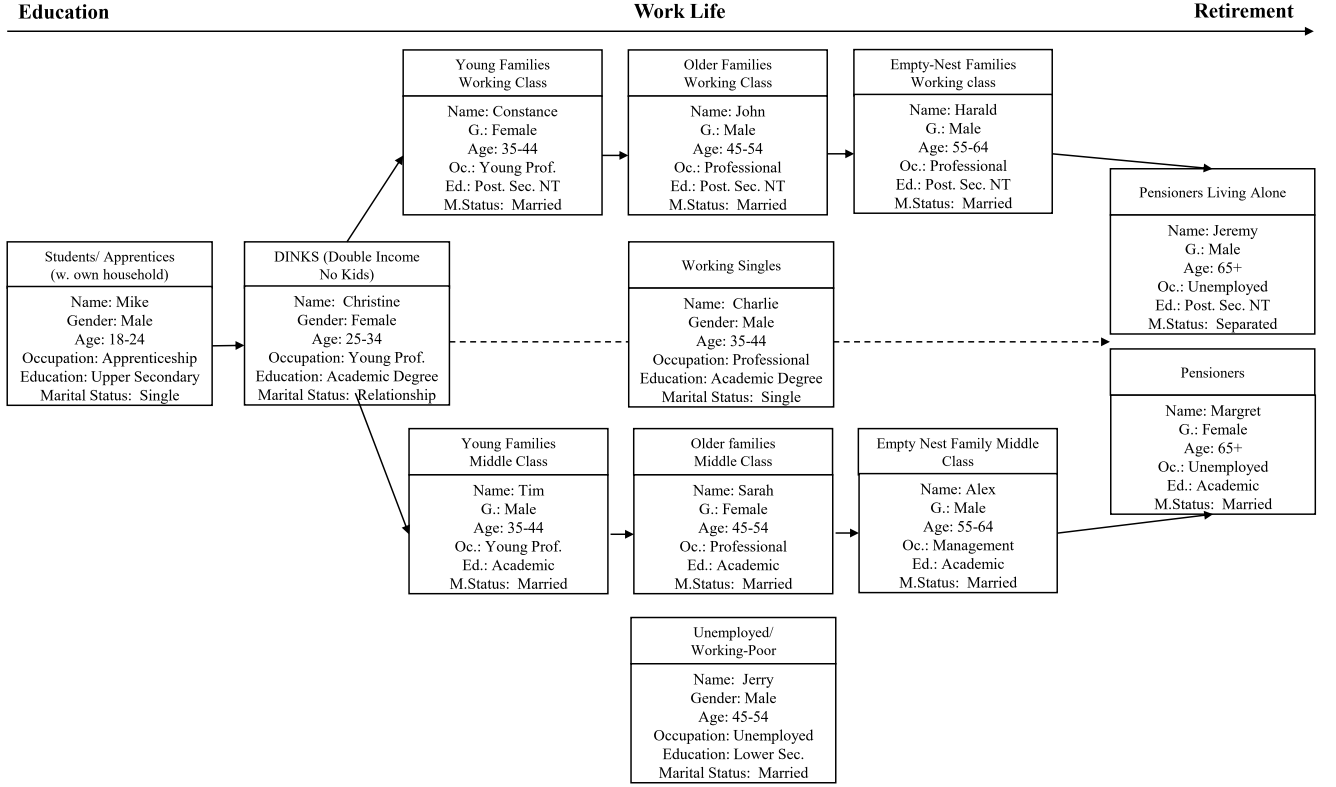 Education
Work Life
Retirement
Young Families
Working Class
Name: Constance
G.: Female
Age: 35-44
Oc.: Young Prof.
Ed.: Post. Sec. NT
M.Status: Married
Older Families
Working Class
Name: John
G.: Male
Age: 45-54
Oc.: Professional
Ed.: Post. Sec. NT
M.Status: Married
Empty-Nest Families
Working class
Name: Harald
G.: Male
Age: 55-64
Oc.: Professional
Ed.: Post. Sec. NT
M.Status: Married
Pensioners Living Alone
Name: Jeremy
G.: Male
Age: 65+
Oc.: Unemployed
Ed.: Post. Sec. NT
M.Status: Separated
Students/ Apprentices
(w. own household)
Name: Mike
Gender: Male
Age: 18-24
Occupation: Apprenticeship
Education: Upper Secondary
Marital Status: Single
DINKS (Double Income
No Kids)
Name: Christine
Gender: Female
Age: 25-34
Occupation: Young Prof.
Education: Academic Degree
Marital Status: Relationship
Working Singles
Name: Charlie
Gender: Male
Age: 35-44
Occupation: Professional
Education: Academic Degree
Marital Status: Single
Pensioners
Name: Margret
G.: Female
Age: 65+
Oc.: Unemployed
Ed.: Academic
M.Status: Married
Young Families
Middle Class
Name: Tim
G.: Male
Age: 35-44
Oc.: Young Prof.
Ed.: Academic
M.Status: Married
Older families
Middle Class
Name: Sarah
G.: Female
Age: 45-54
Oc.: Professional
Ed.: Academic
M.Status: Married
Empty Nest Family Middle
Class
Name: Alex
G.: Male
Age: 55-64
Oc.: Management
Ed.: Academic
M.Status: Married
Unemployed/
Working-Poor
Name: Jerry
Gender: Male
Age: 45-54
Occupation: Unemployed
Education: Lower Sec.
Marital Status: Married